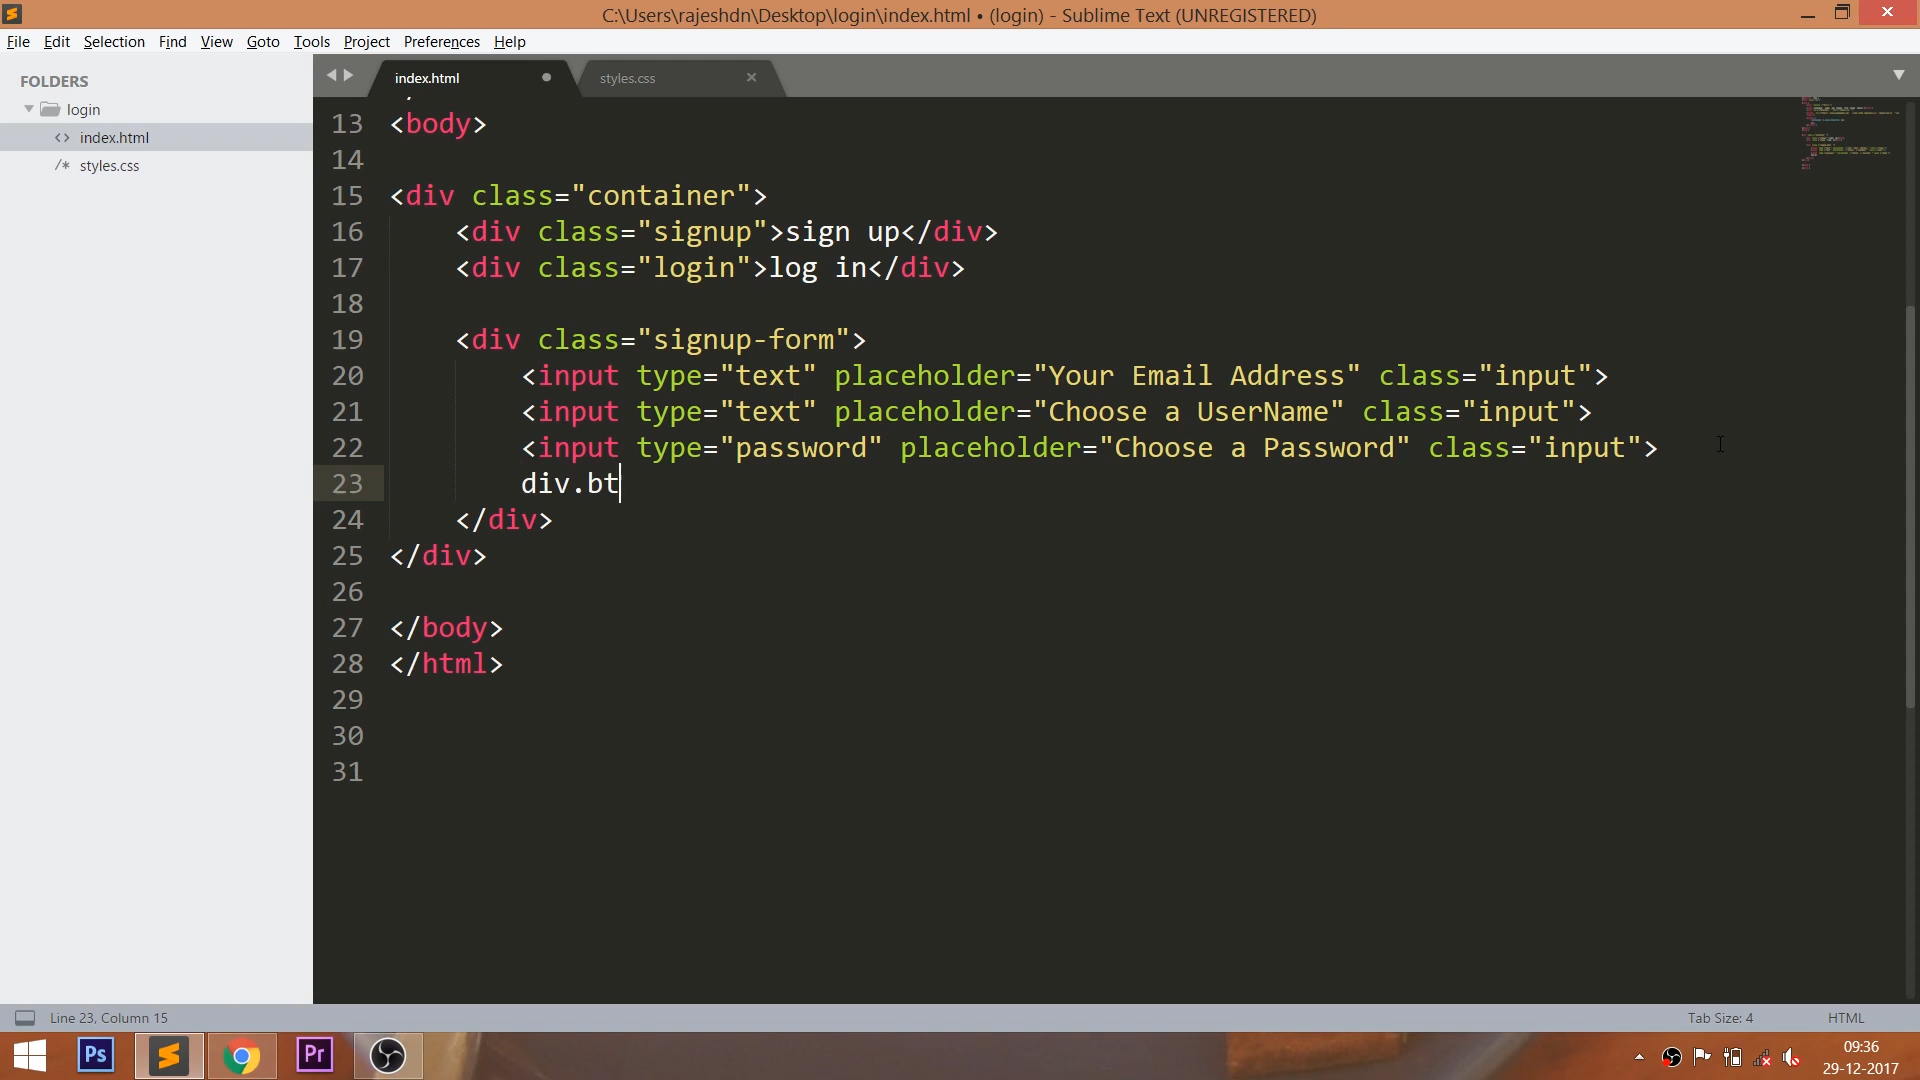 C:\Users\rajeshdn\Desktop\login\index.html • (login) - Sublime Text (UNREGISTERED)
File Edit Selection Find View Goto Tools Project Preferences Help
FOLDERS
login
index.html
styles.css
index.html
styles.css
13 <body>
14
15 <div class="container">
16 <div class="signup">sign up</div>
17 <div class="login">log in</div>
18
19 <div class="signup-form">
20 <input type="text" placeholder="Your Email Address" class="input">
21 <input type="text" placeholder="Choose a UserName" class="input">
22 <input type="password" placeholder="Choose a Password" class="input">
23 div.bt
24 </div>
25 </div>
26
27 </body>
28 </html>
29
30
31
Line 23, Column 15
Tab Size: 4
HTML
Ps
Pr
09:36
29-12-2017